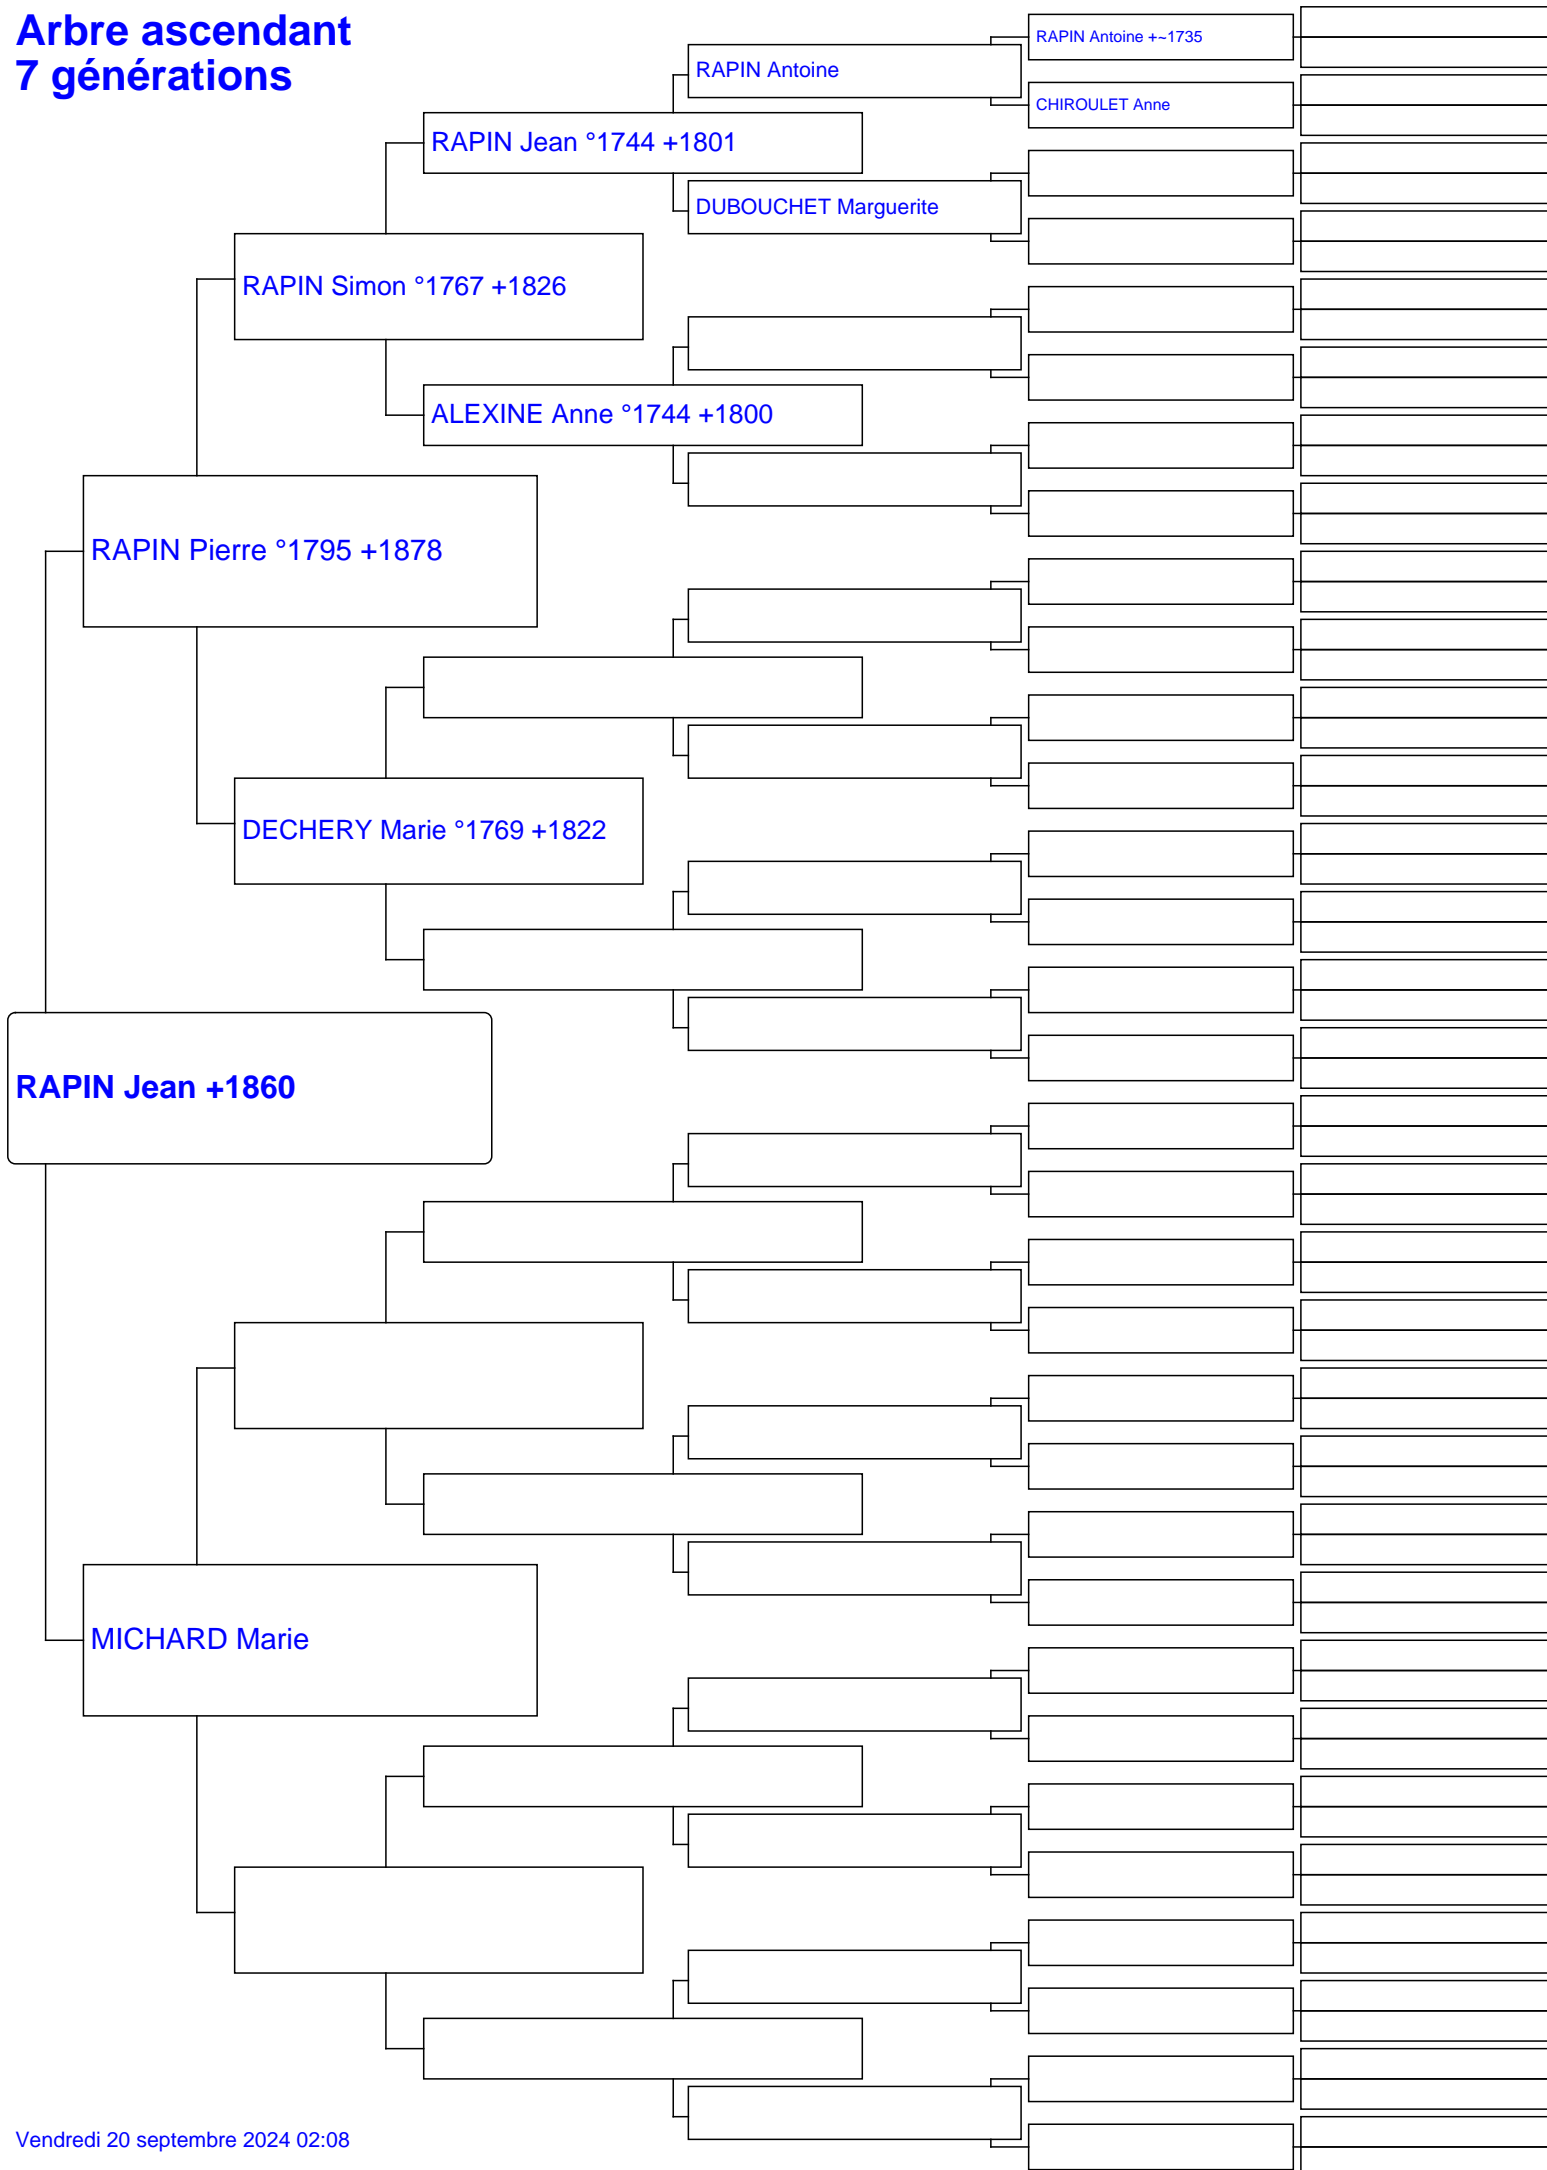 Arbre ascendant
7 générations
RAPIN Antoine +~1735
RAPIN Antoine
CHIROULET Anne
RAPIN Jean °1744 +1801
DUBOUCHET Marguerite
RAPIN Simon °1767 +1826
ALEXINE Anne °1744 +1800
RAPIN Pierre °1795 +1878
DECHERY Marie °1769 +1822
RAPIN Jean +1860
MICHARD Marie
Vendredi 20 septembre 2024 02:08